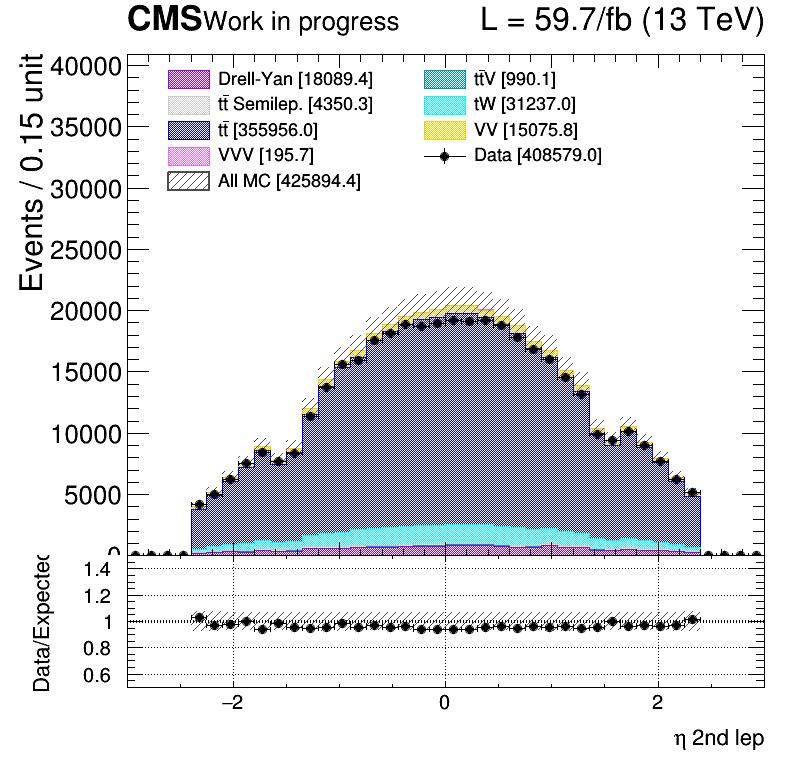 CMS Work in progress L = 59.7/fb (13 TeV)
Events / 0.15 unit
40000
35000
30000
25000
20000
15000
10000
5000
0
Drell-Yan [18089.4]
tt̄ Semilep. [4350.3]
tt̄ [355956.0]
VVV [195.7]
All MC [425894.4]
tt̄V [990.1]
tW [31237.0]
VV [15075.8]
Data [408579.0]
Data/Expected
1.4
1.2
1
0.8
0.6
−2 0 2
η 2nd lep